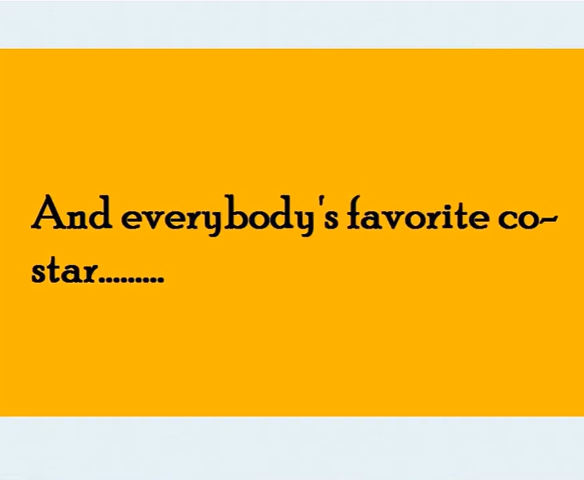 And everybody's favorite co-
star.........